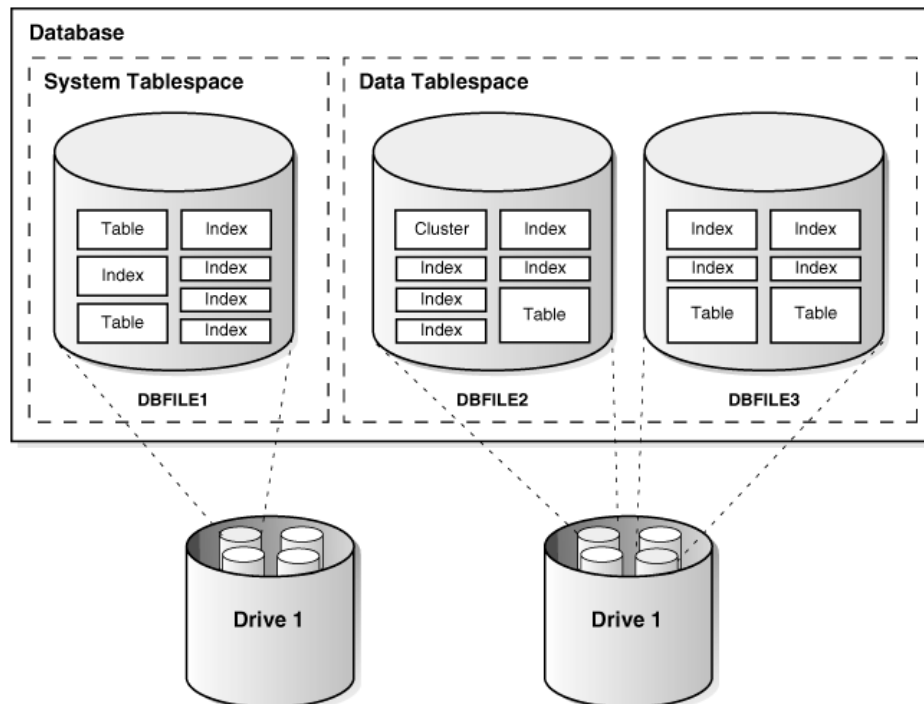 Database
System Tablespace
Data Tablespace
Table
Index
Index
Index
Index
Table
Index
DBFILE1
Cluster
Index
Index
Index
Index
Index
Table
DBFILE2
Index
Index
Index
Index
Table
Table
DBFILE3
Drive 1
Drive 1